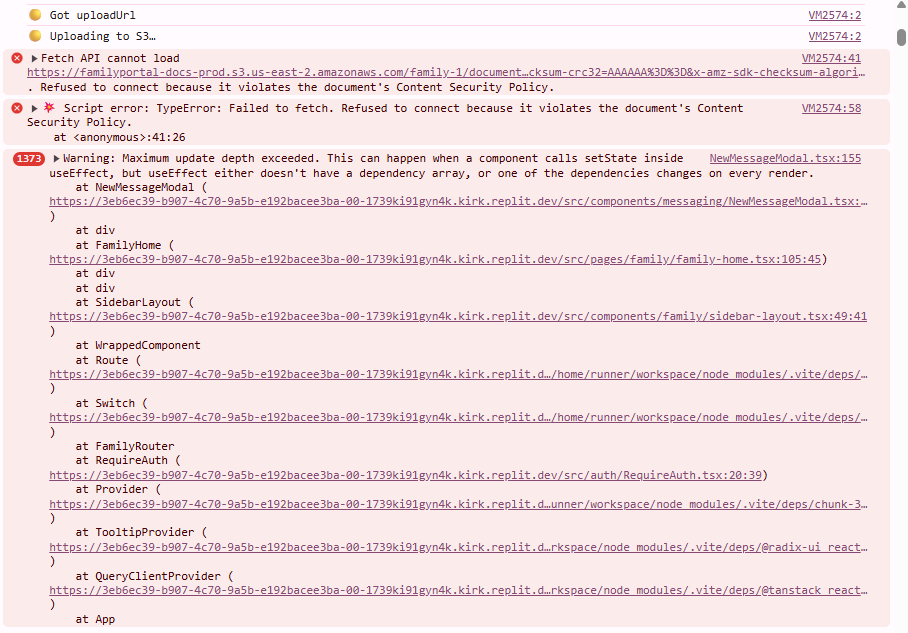 Got uploadUrl VM2574:2
Uploading to S3… VM2574:2
Fetch API cannot load VM2574:41
https://familyportal-docs-prod.s3.us-east-2.amazonaws.com/family-1/document…cksum-crc32=AAAAAA%3D%3D&x-amz-sdk-checksum-algori…
. Refused to connect because it violates the document's Content Security Policy.
Script error: TypeError: Failed to fetch. Refused to connect because it violates the document's Content VM2574:58
Security Policy.
at <anonymous>:41:26
1373 Warning: Maximum update depth exceeded. This can happen when a component calls setState inside NewMessageModal.tsx:155
useEffect, but useEffect either doesn't have a dependency array, or one of the dependencies changes on every render.
at NewMessageModal (
https://3eb6ec39-b907-4c70-9a5b-e192bacee3ba-00-1739ki91gyn4k.kirk.replit.dev/src/components/messaging/NewMessageModal.tsx:…
)
at div
at FamilyHome (
https://3eb6ec39-b907-4c70-9a5b-e192bacee3ba-00-1739ki91gyn4k.kirk.replit.dev/src/pages/family/family-home.tsx:105:45)
at div
at div
at SidebarLayout (
https://3eb6ec39-b907-4c70-9a5b-e192bacee3ba-00-1739ki91gyn4k.kirk.replit.dev/src/components/family/sidebar-layout.tsx:49:41
)
at WrappedComponent
at Route (
https://3eb6ec39-b907-4c70-9a5b-e192bacee3ba-00-1739ki91gyn4k.kirk.replit.d…/home/runner/workspace/node_modules/.vite/deps/…
)
at Switch (
https://3eb6ec39-b907-4c70-9a5b-e192bacee3ba-00-1739ki91gyn4k.kirk.replit.d…/home/runner/workspace/node_modules/.vite/deps/…
)
at FamilyRouter
at RequireAuth (
https://3eb6ec39-b907-4c70-9a5b-e192bacee3ba-00-1739ki91gyn4k.kirk.replit.dev/src/auth/RequireAuth.tsx:20:39)
at Provider (
https://3eb6ec39-b907-4c70-9a5b-e192bacee3ba-00-1739ki91gyn4k.kirk.replit.d…unner/workspace/node_modules/.vite/deps/chunk-3…
)
at TooltipProvider (
https://3eb6ec39-b907-4c70-9a5b-e192bacee3ba-00-1739ki91gyn4k.kirk.replit.d…rkspace/node_modules/.vite/deps/@radix-ui_react…
)
at QueryClientProvider (
https://3eb6ec39-b907-4c70-9a5b-e192bacee3ba-00-1739ki91gyn4k.kirk.replit.d…rkspace/node_modules/.vite/deps/@tanstack_react…
)
at App